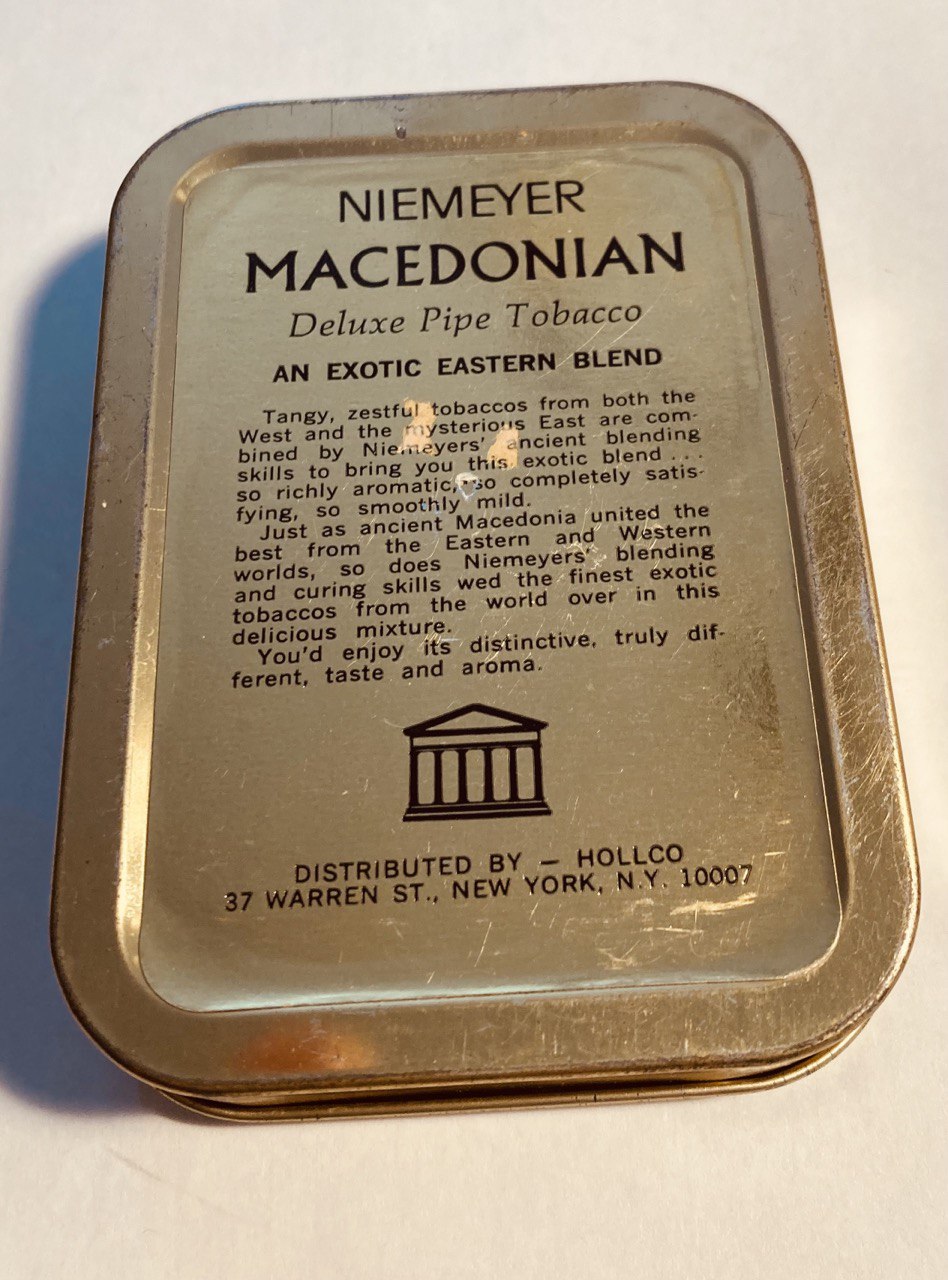 NIEMEYER
MACEDONIAN
Deluxe Pipe Tobacco
AN EXOTIC EASTERN BLEND
Tangy, zestful tobaccos from both the
West and the mysterious East are com-
bined by Niemeyers' ancient blending
skills to bring you this exotic blend . . .
so richly aromatic, so completely satis-
fying, so smoothly mild.
Just as ancient Macedonia united the
best from the Eastern and Western
worlds, so does Niemeyers' blending
and curing skills wed the finest exotic
tobaccos from the world over in this
delicious mixture.
You'd enjoy its distinctive, truly dif-
ferent, taste and aroma.
DISTRIBUTED BY – HOLLCO
37 WARREN ST., NEW YORK, N.Y. 10007